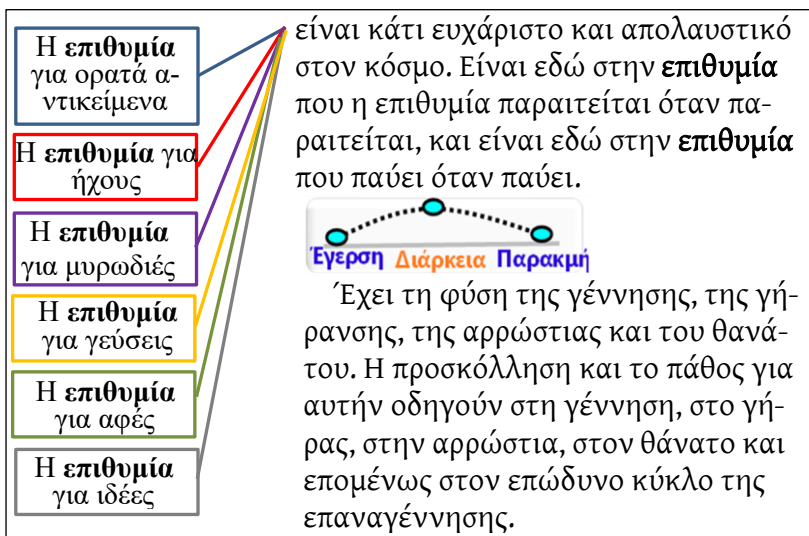 Η επιθυμία
για ορατά α-
ντικείμενα
Η επιθυμία για
ήχους
Η επιθυμία
για μυρωδιές
Η επιθυμία
για γεύσεις
Η επιθυμία
για αφές
Η επιθυμία
για ιδέες
είναι κάτι ευχάριστο και απολαυστικό
στον κόσμο. Είναι εδώ στην επιθυμία
που η επιθυμία παραιτείται όταν πα-
ραιτείται, και είναι εδώ στην επιθυμία
που παύει όταν παύει.
Έγερση Διάρκεια Παρακμή
Έχει τη φύση της γέννησης, της γή-
ρανσης, της αρρώστιας και του θανά-
του. Η προσκόλληση και το πάθος για
αυτήν οδηγούν στη γέννηση, στο γή-
ρας, στην αρρώστια, στον θάνατο και
επομένως στον επώδυνο κύκλο της
επαναγέννησης.